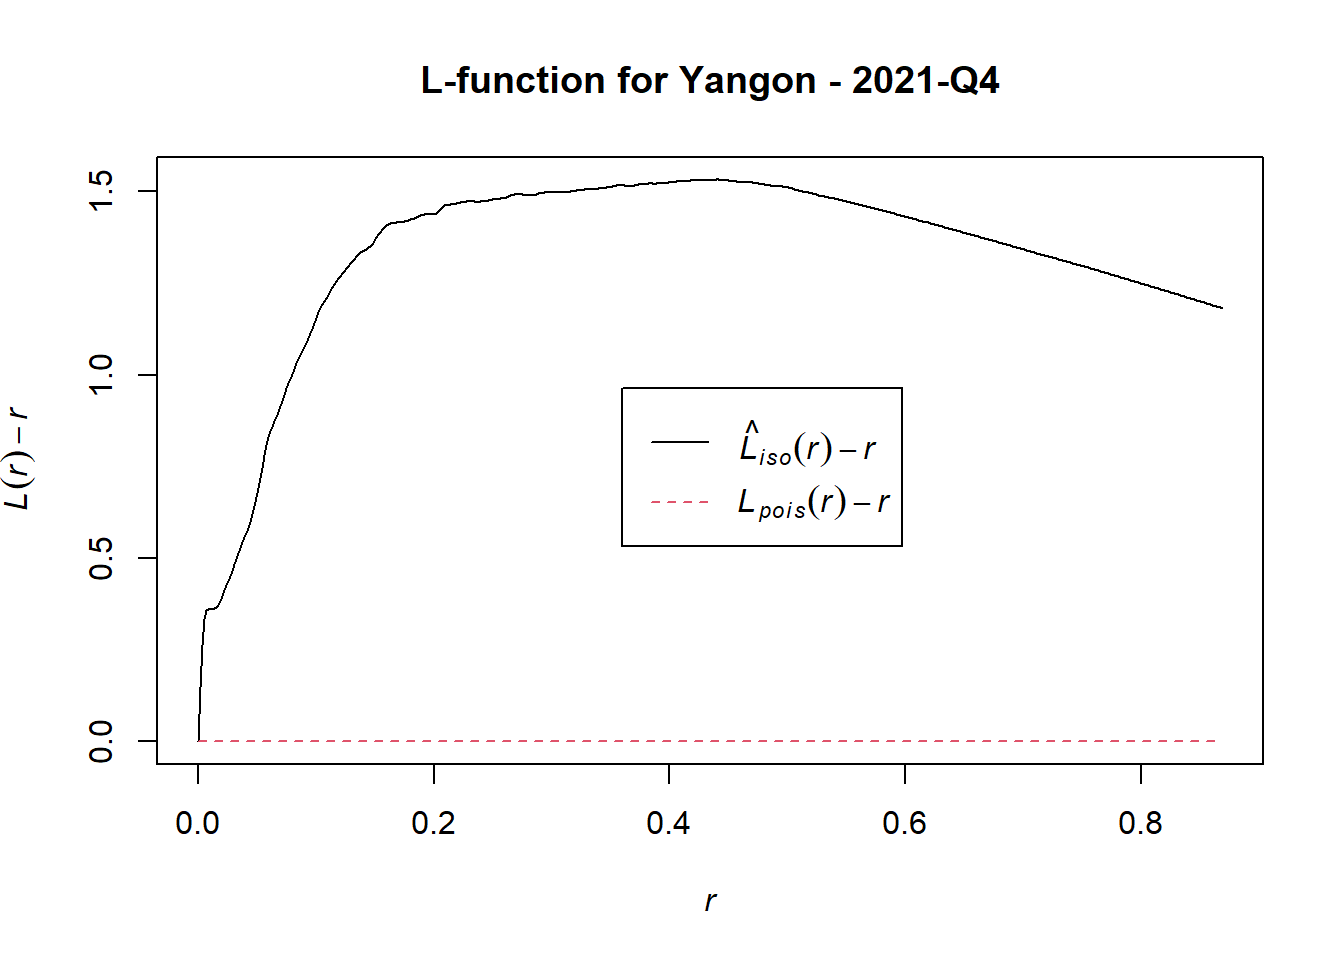 L-function for Yangon - 2021-Q4
L(r) − r
1.5
1.0
0.5
0.0
L̂iso(r) − r
Lpois(r) − r
0.0 0.2 0.4 0.6 0.8
r